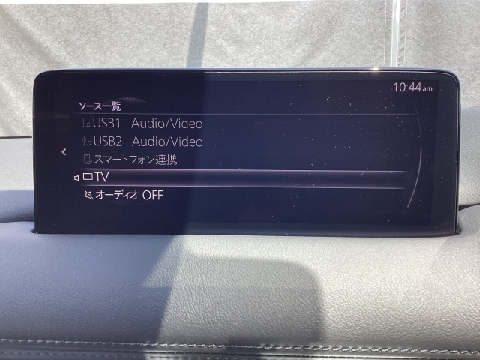 10:44am
ソース一覧
USB1 Audio/Video
USB2 Audio/Video
スマートフォン連携
TV
オーディオ OFF